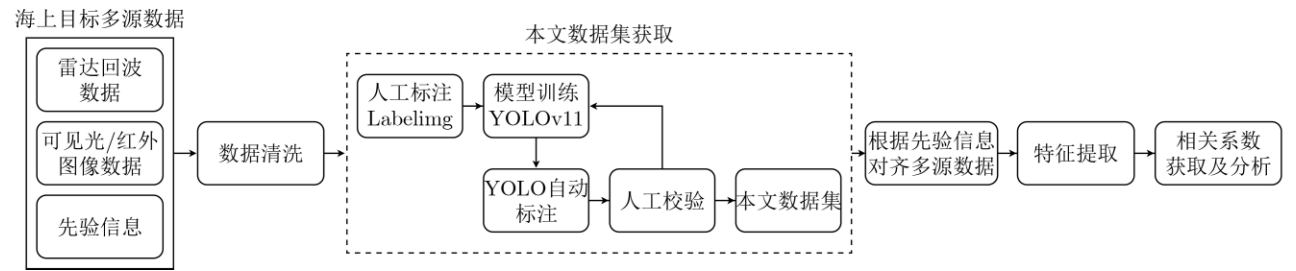 海上目标多源数据
雷达回波
数据
可见光/红外
图像数据
先验信息
数据清洗
本文数据集获取
人工标注
Labelimg
模型训练
YOLOv11
YOLO自动
标注
人工校验
本文数据集
根据先验信息
对齐多源数据
特征提取
相关系数
获取及分析